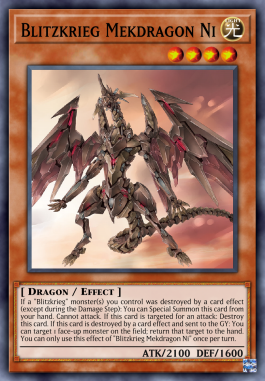 BLITZKRIEG MEKDRAGON NI
[ Dragon / Effect ]
If a "Blitzkrieg" monster(s) you control was destroyed by a card effect
(except during the Damage Step): You can Special Summon this card from
your hand. Cannot attack. If this card is targeted for an attack: Destroy
this card. If this card is destroyed by a card effect and sent to the GY: You
can target 1 face-up monster on the field; return that target to the hand.
You can only use this effect of "Blitzkrieg Mekdragon Ni" once per turn.
ATK/2100 DEF/1600